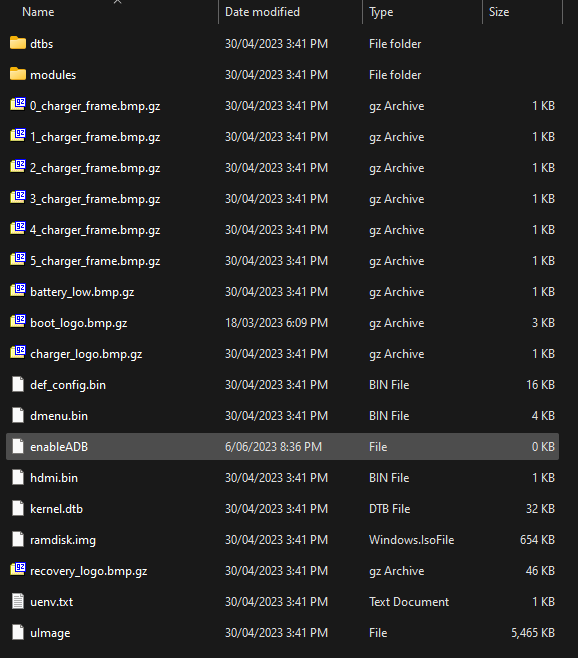 Name Date modified Type Size
dtbs 30/04/2023 3:41 PM File folder
modules 30/04/2023 3:41 PM File folder
0_charger_frame.bmp.gz 30/04/2023 3:41 PM gz Archive 1 KB
1_charger_frame.bmp.gz 30/04/2023 3:41 PM gz Archive 1 KB
2_charger_frame.bmp.gz 30/04/2023 3:41 PM gz Archive 1 KB
3_charger_frame.bmp.gz 30/04/2023 3:41 PM gz Archive 1 KB
4_charger_frame.bmp.gz 30/04/2023 3:41 PM gz Archive 1 KB
5_charger_frame.bmp.gz 30/04/2023 3:41 PM gz Archive 1 KB
battery_low.bmp.gz 30/04/2023 3:41 PM gz Archive 1 KB
boot_logo.bmp.gz 18/03/2023 6:09 PM gz Archive 3 KB
charger_logo.bmp.gz 30/04/2023 3:41 PM gz Archive 1 KB
def_config.bin 30/04/2023 3:41 PM BIN File 16 KB
dmenu.bin 30/04/2023 3:41 PM BIN File 4 KB
enableADB 6/06/2023 8:36 PM File 0 KB
hdmi.bin 30/04/2023 3:41 PM BIN File 1 KB
kernel.dtb 30/04/2023 3:41 PM DTB File 32 KB
ramdisk.img 30/04/2023 3:41 PM Windows.IsoFile 654 KB
recovery_logo.bmp.gz 30/04/2023 3:41 PM gz Archive 46 KB
uenv.txt 30/04/2023 3:41 PM Text Document 1 KB
uImage 30/04/2023 3:41 PM File 5,465 KB